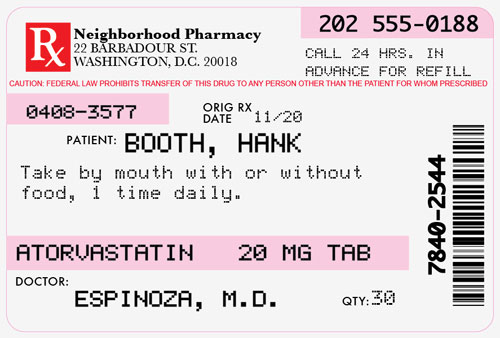 Rx Neighborhood Pharmacy
22 BARBADOUR ST.
WASHINGTON, D.C. 20018
202 555-0188
CALL 24 HRS. IN
ADVANCE FOR REFILL
CAUTION: FEDERAL LAW PROHIBITS TRANSFER OF THIS DRUG TO ANY PERSON OTHER THAN THE PATIENT FOR WHOM PRESCRIBED
0408-3577
ORIG RX
DATE 11/20
PATIENT: BOOTH, HANK
Take by mouth with or without
food, 1 time daily.
7840-2544
ATORVASTATIN 20 MG TAB
DOCTOR:
ESPINOZA, M.D.
QTY: 30